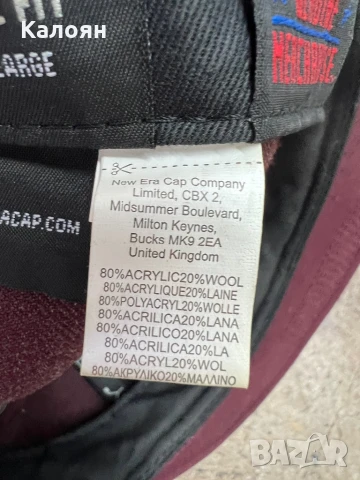 Калоян
FIT
LARGE
MACHINE
New Era Cap Company
Limited, CBX 2,
Midsummer Boulevard,
Milton Keynes,
Bucks MK9 2EA
United Kingdom
ACAP.COM
80%ACRYLIC20%WOOL
80%ACRYLIQUE20%LAINE
80%POLYACRYL20%WOLLE
80%ACRILICA20%LANA
80%ACRILICO20%LANA
80%ACRILICA20%LA
80%ACRYL20%WOL
80%ΑΚΡΥΛΙΚΟ20%ΜΑΛΛΙΝΟ
BAZAR
bg